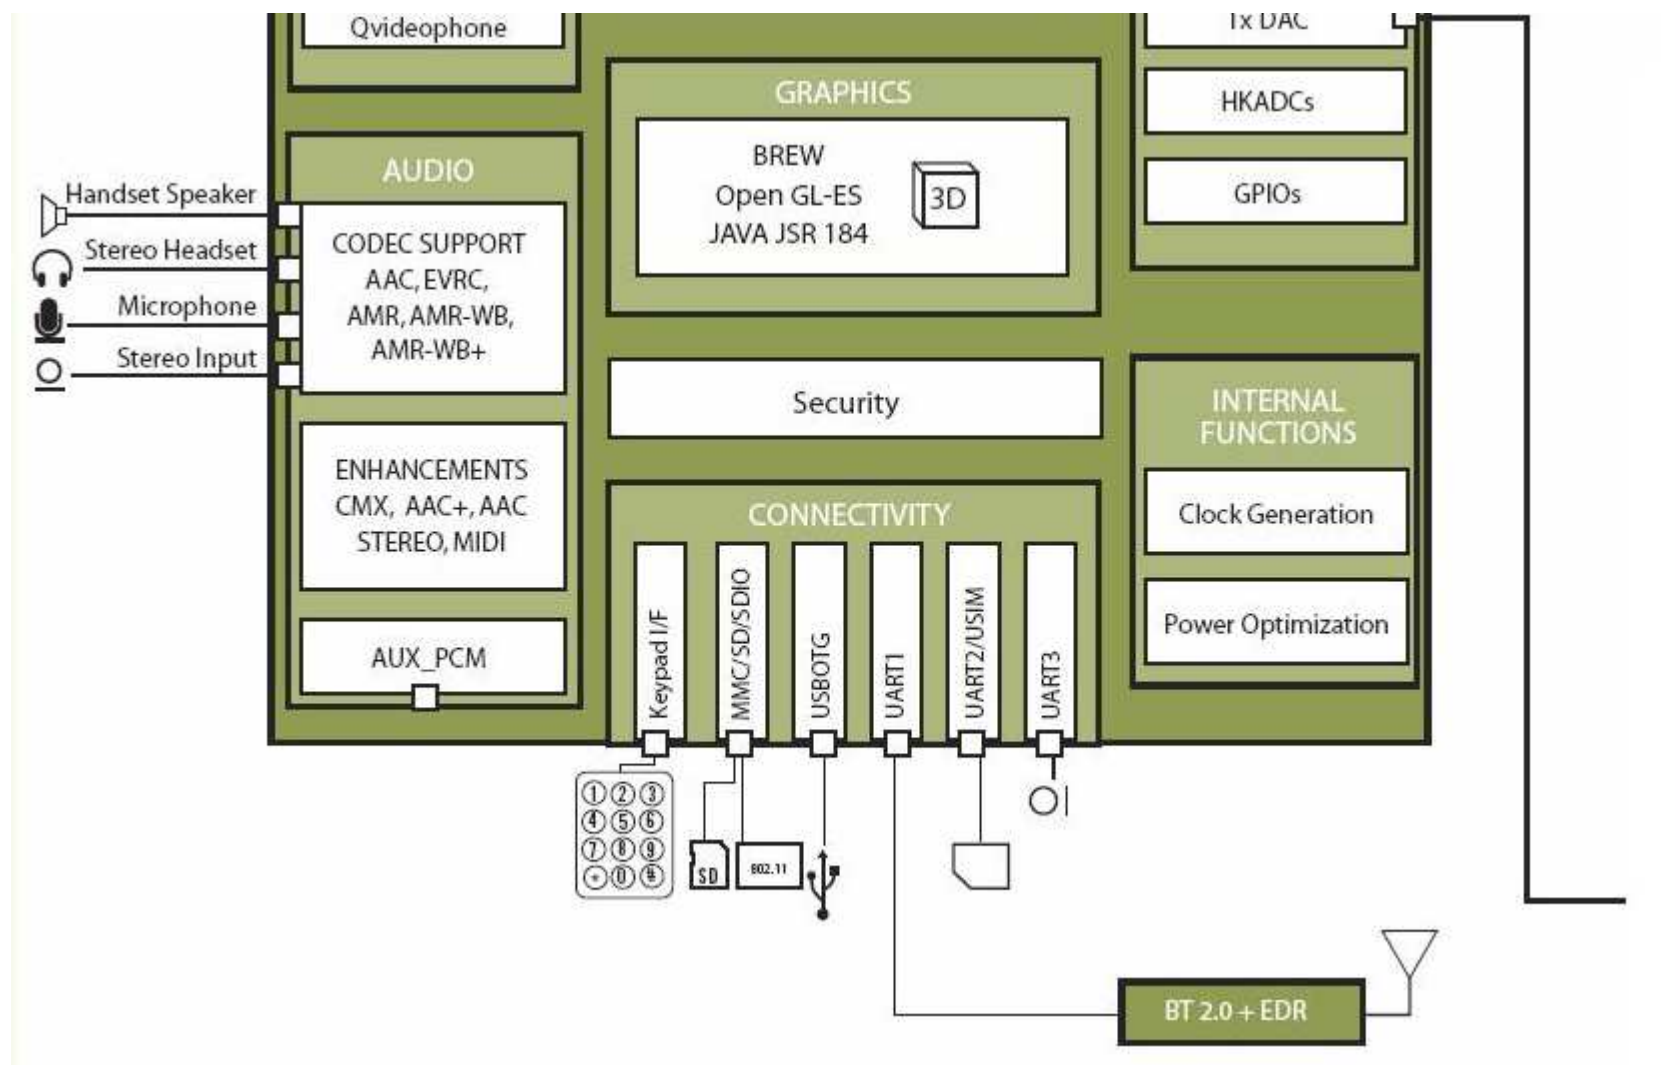 Qvideophone
Tx DAC
HKADCs
GPIOs
GRAPHICS
BREW
Open GL-ES
JAVA JSR 184
3D
AUDIO
Handset Speaker
Stereo Headset
Microphone
Stereo Input
CODEC SUPPORT
AAC, EVRC,
AMR, AMR-WB,
AMR-WB+
ENHANCEMENTS
CMX, AAC+, AAC
STEREO, MIDI
AUX_PCM
Security
CONNECTIVITY
Keypad I/F
MMC/SD/SDIO
USBOTG
UART1
UART2/USIM
UART3
INTERNAL
FUNCTIONS
Clock Generation
Power Optimization
1 2 3
4 5 6
7 8 9
* 0 #
SD
802.11
BT 2.0 + EDR